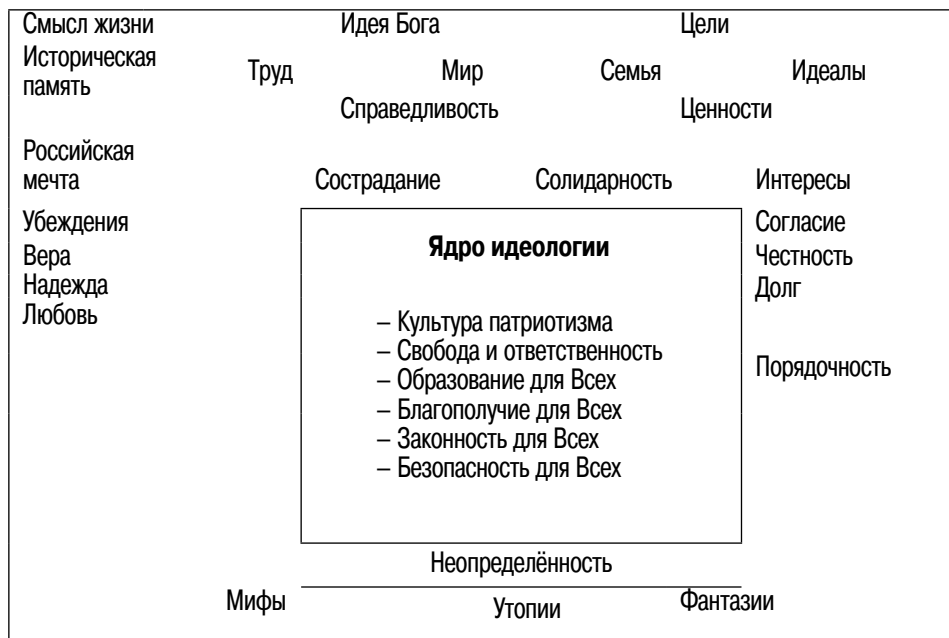 Смысл жизни Идея Бога Цели
Историческая
память
Труд Мир Семья Идеалы
Справедливость Ценности
Российская
мечта
Сострадание Солидарность Интересы
Убеждения
Вера
Надежда
Любовь
Ядро идеологии
– Культура патриотизма
– Свобода и ответственность
– Образование для Всех
– Благополучие для Всех
– Законность для Всех
– Безопасность для Всех
Согласие
Честность
Долг
Порядочность
Неопределённость
Мифы Утопии Фантазии